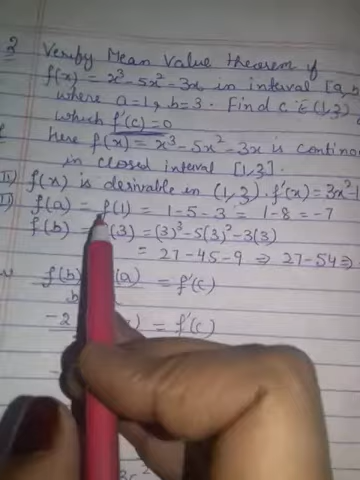 2 Verify Mean Value theorem if
f(x) = x³-5x²-3x in interval [a,b
where a=1, b=3. Find c ∈ (1,3)
which f'(c)=0
here f(x) = x³-5x²-3x is contin
in closed interval [1,3].
II) f(x) is derivable in (1,3). f'(x) = 3x²-1
f(a) = f(1) = 1-5-3 = 1-8 = -7
f(b) (3) = (3)³-5(3)²-3(3)
= 27-45-9 ⇒ 27-54 ⇒
f(b) (a) = f'(c)
b
-2 = f'(c)